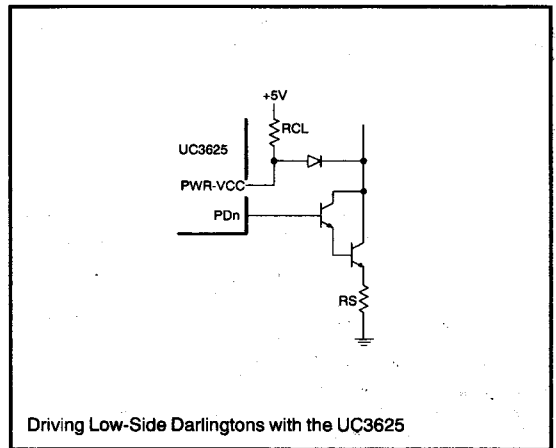 +5V
RCL
UC3625
PWR-VCC
PDn
RS
Driving Low-Side Darlingtons with the UC3625